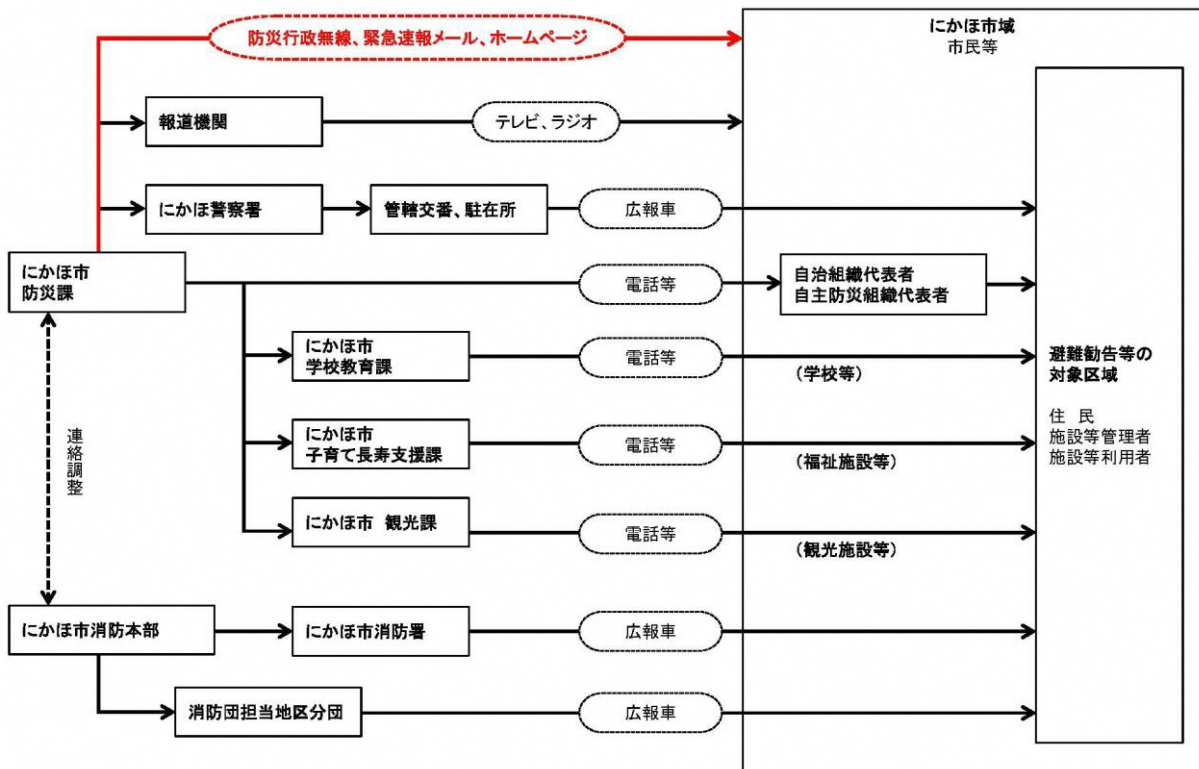 防災行政無線、緊急速報メール、ホームページ
にかほ市域
市民等
報道機関
テレビ、ラジオ
にかほ警察署
管轄交番、駐在所
広報車
にかほ市
防災課
電話等
自治組織代表者
自主防災組織代表者
にかほ市
学校教育課
電話等
(学校等)
避難勧告等の
対象区域
住 民
施設等管理者
施設等利用者
連絡調整
にかほ市
子育て長寿支援課
電話等
(福祉施設等)
にかほ市 観光課
電話等
(観光施設等)
にかほ市消防本部
にかほ市消防署
広報車
消防団担当地区分団
広報車